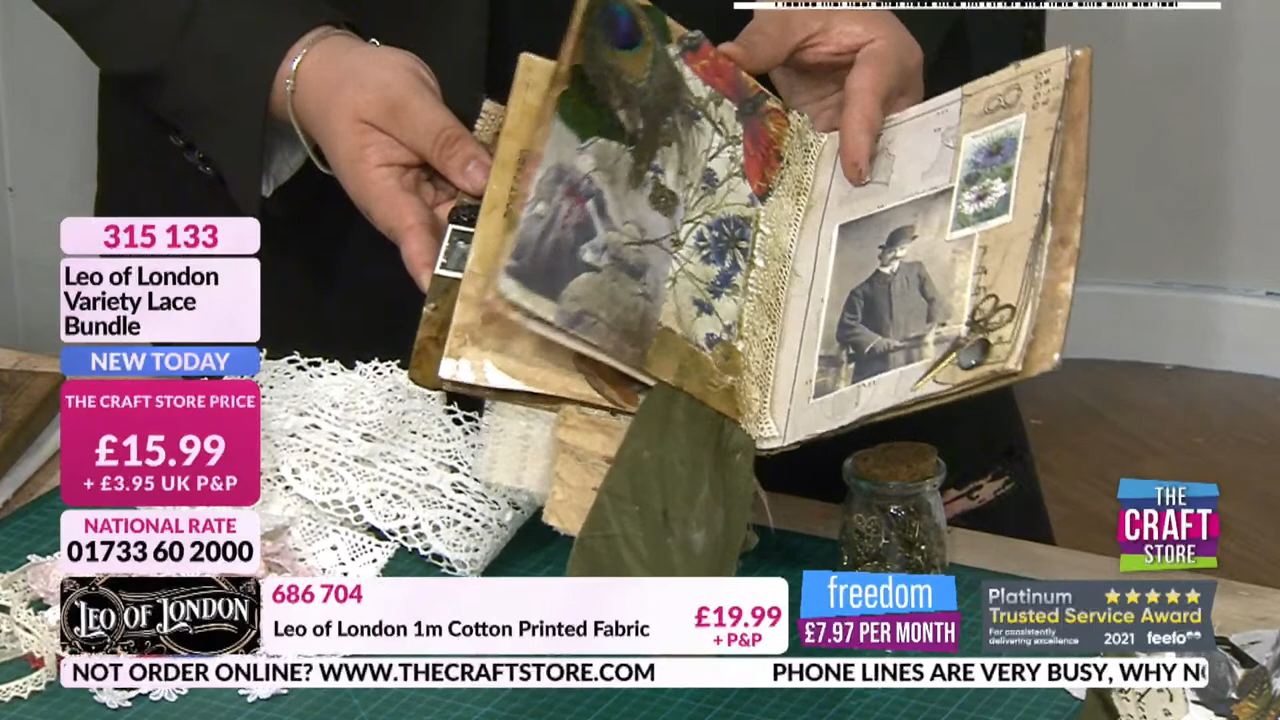 315 133
Leo of London
Variety Lace
Bundle
NEW TODAY
THE CRAFT STORE PRICE
£15.99
+ £3.95 UK P&P
NATIONAL RATE
01733 60 2000
LEO OF LONDON
686 704
Leo of London 1m Cotton Printed Fabric
£19.99
+ P&P
freedom
£7.97 PER MONTH
THE
CRAFT
STORE
Platinum
Trusted Service Award
For consistently
delivering excellence
2021 feefo
NOT ORDER ONLINE? WWW.THECRAFTSTORE.COM
PHONE LINES ARE VERY BUSY, WHY N